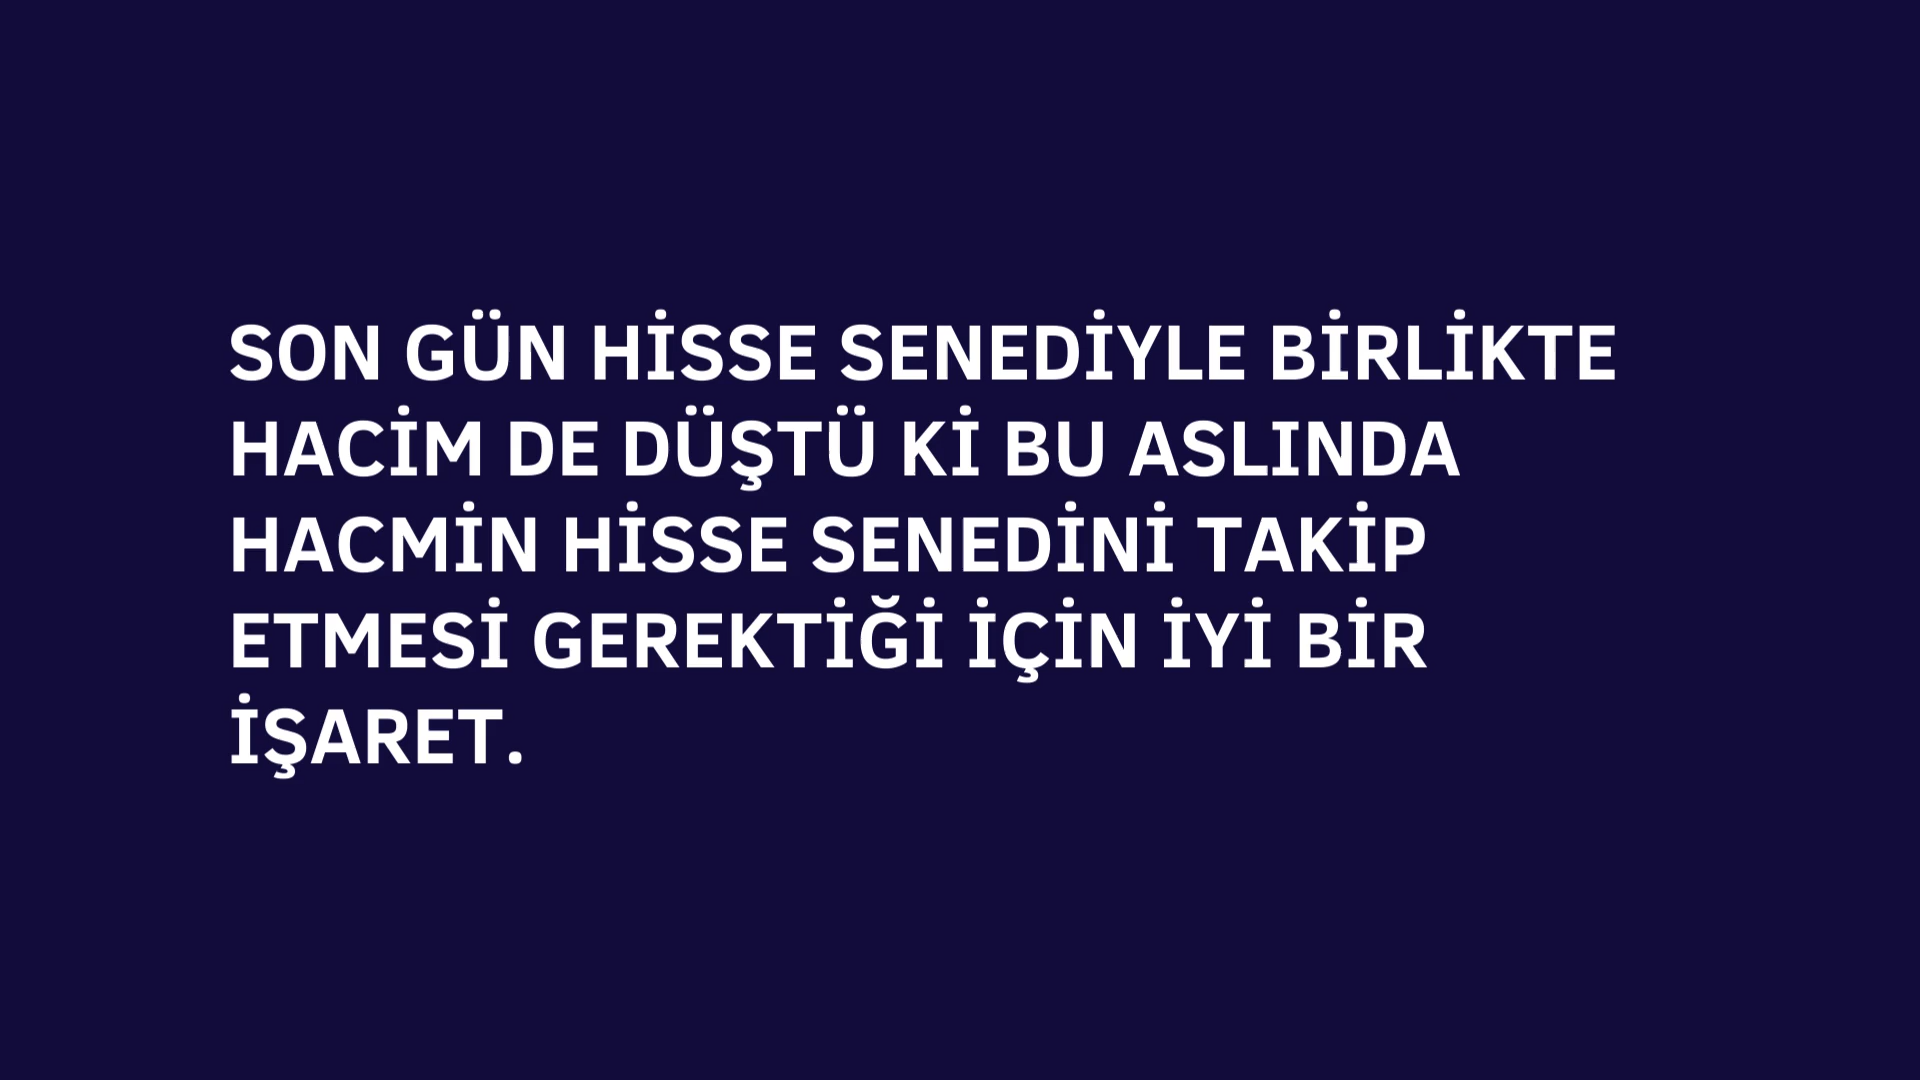 SON GÜN HİSSE SENEDİYLE BİRLİKTE
HACİM DE DÜŞTÜ Kİ BU ASLINDA
HACMİN HİSSE SENEDİNİ TAKİP
ETMESİ GEREKTİĞİ İÇİN İYİ BİR
İŞARET.